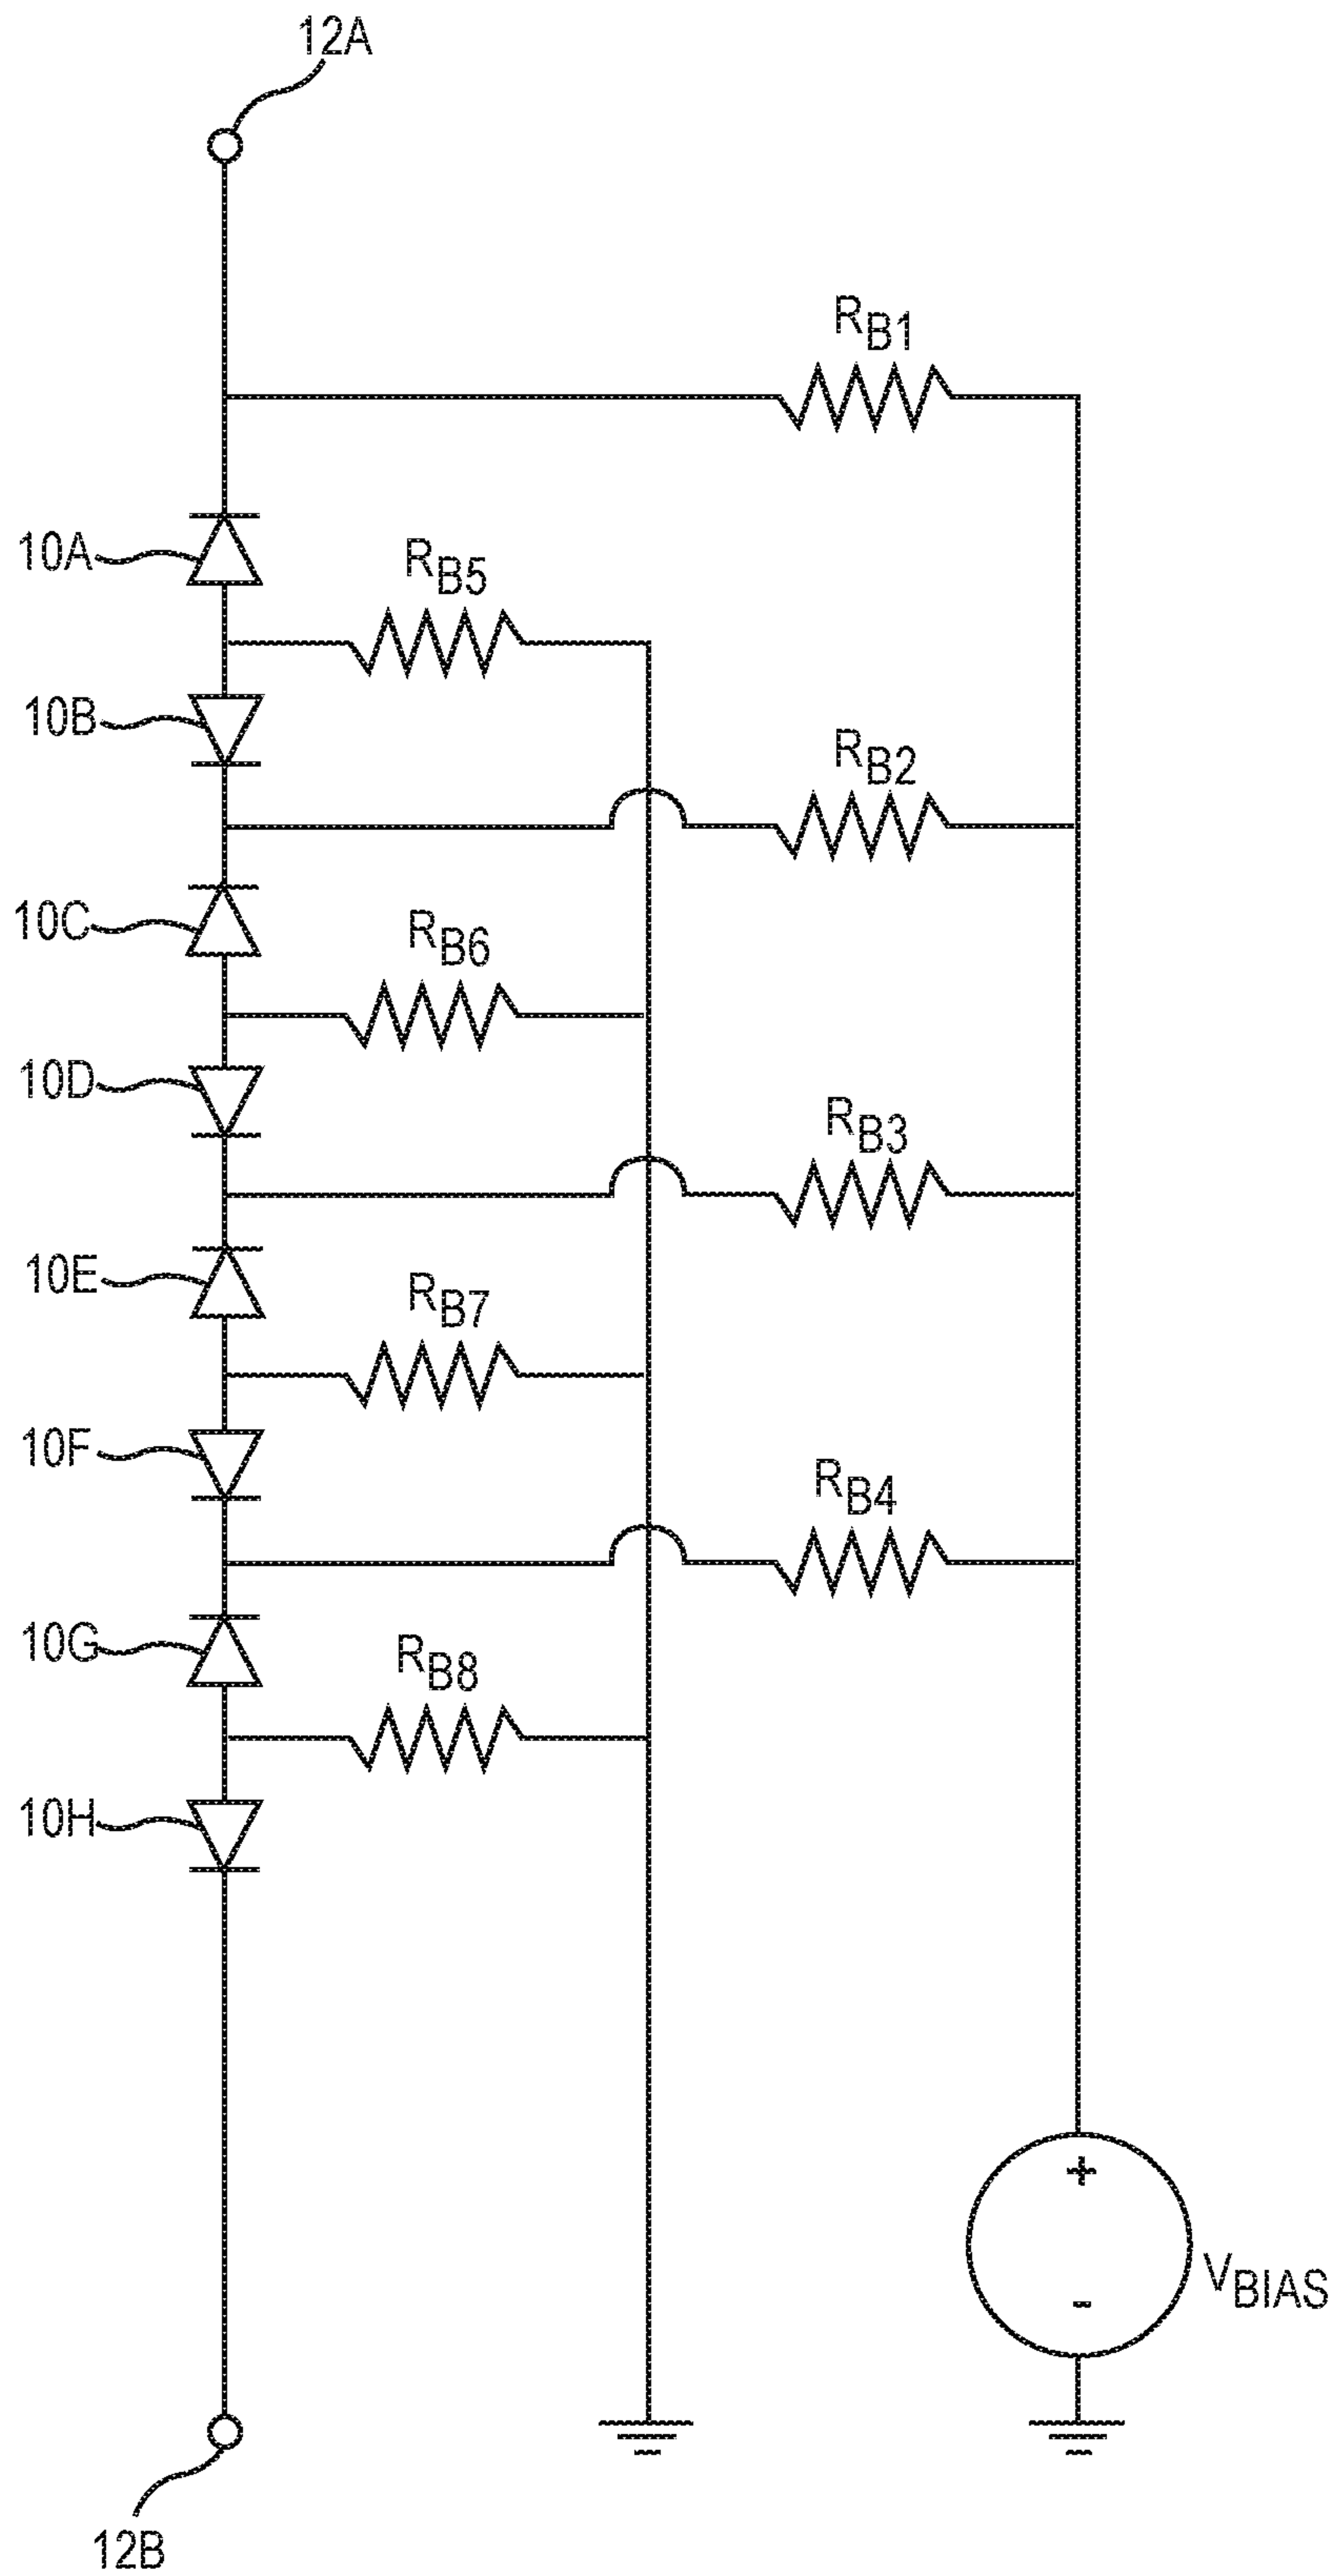 12A
RB1
10A
RB5
10B
RB2
10C
RB6
10D
RB3
10E
RB7
10F
RB4
10G
RB8
10H
+
-
VBIAS
12B